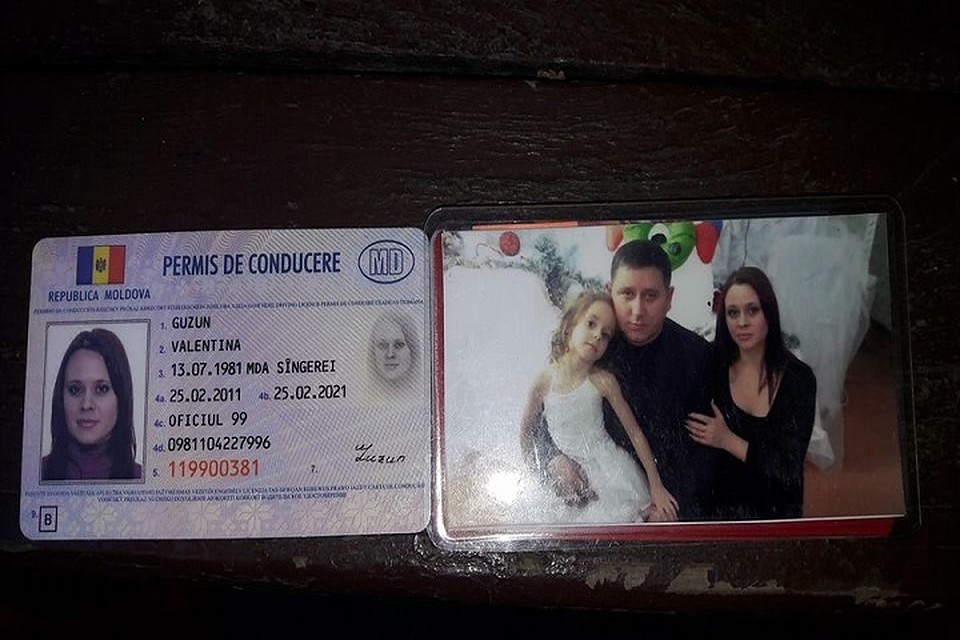 PERMIS DE CONDUCERE
MD
REPUBLICA MOLDOVA
1. GUZUN
2. VALENTINA
3. 13.07.1981 MDA SÎNGEREI
4a. 25.02.2011 4b. 25.02.2021
4c. OFICIUL 99
4d. 0981104227996
5. 119900381 7. Guzun
9. B